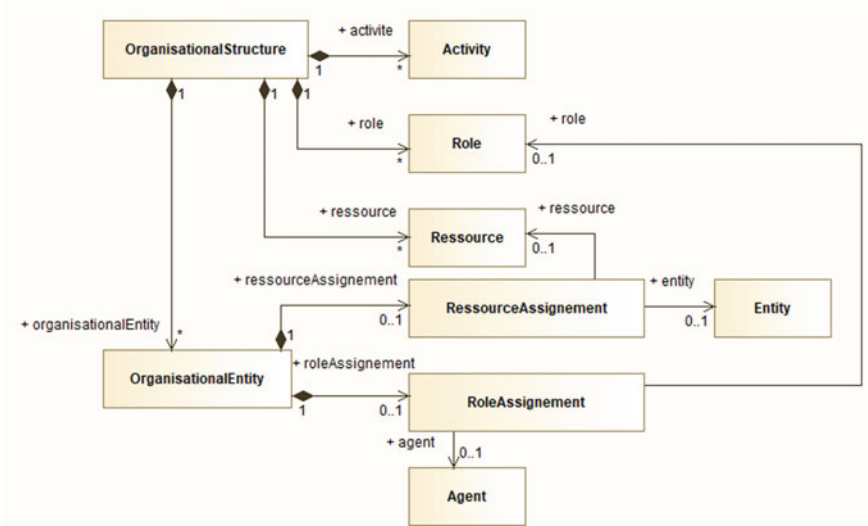 + activite
OrganisationalStructure
Activity
1
*
1
1
1
+ role
+ role
Role
*
0..1
+ ressource
+ ressource
Ressource
*
0..1
+ ressourceAssignement
+ entity
RessourceAssignement
Entity
0..1
0..1
+ organisationalEntity
*
1
+ roleAssignement
OrganisationalEntity
RoleAssignement
1
0..1
+ agent
0..1
Agent